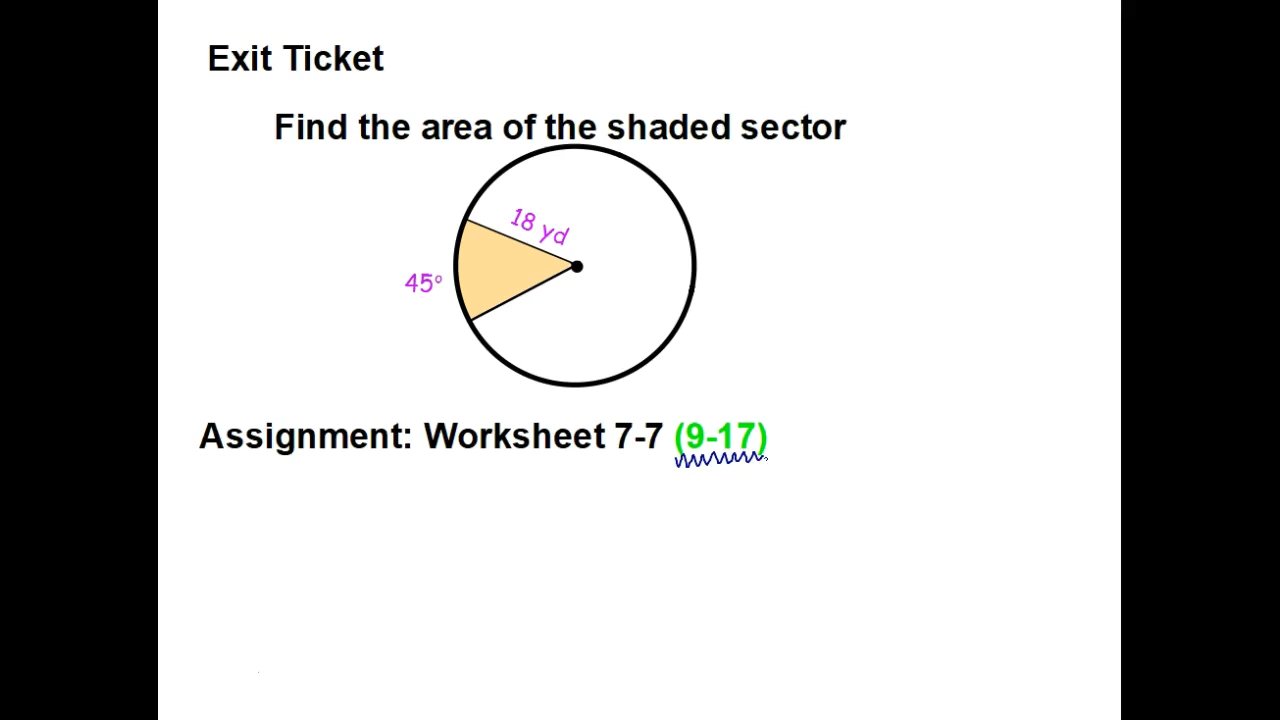 Exit Ticket
Find the area of the shaded sector
18 yd
45°
Assignment: Worksheet 7-7 (9-17)